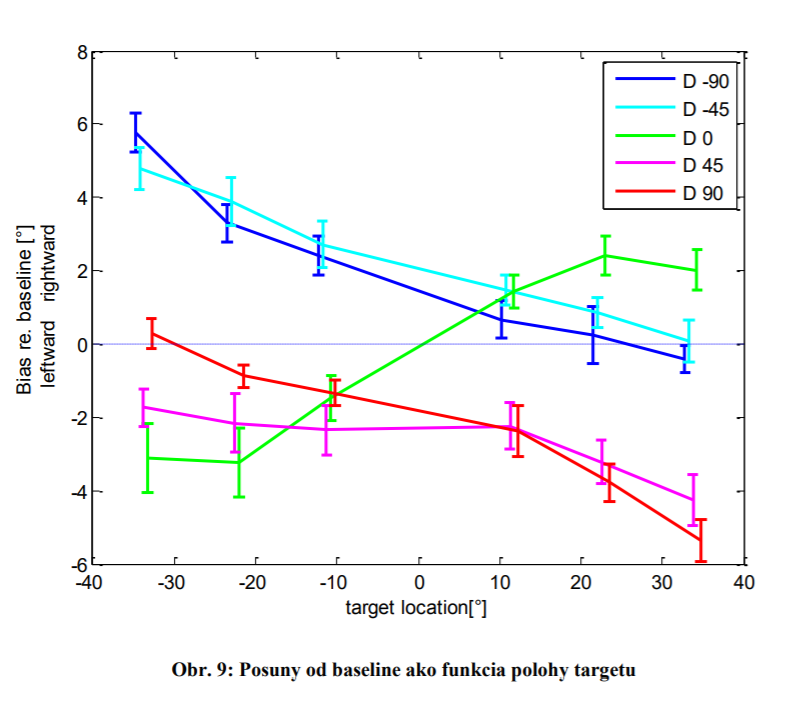 8
6
4
2
0
-2
-4
-6
Bias re. baseline [°]
leftward rightward
D -90
D -45
D 0
D 45
D 90
-40 -30 -20 -10 0 10 20 30 40
target location[°]
Obr. 9: Posuny od baseline ako funkcia polohy targetu